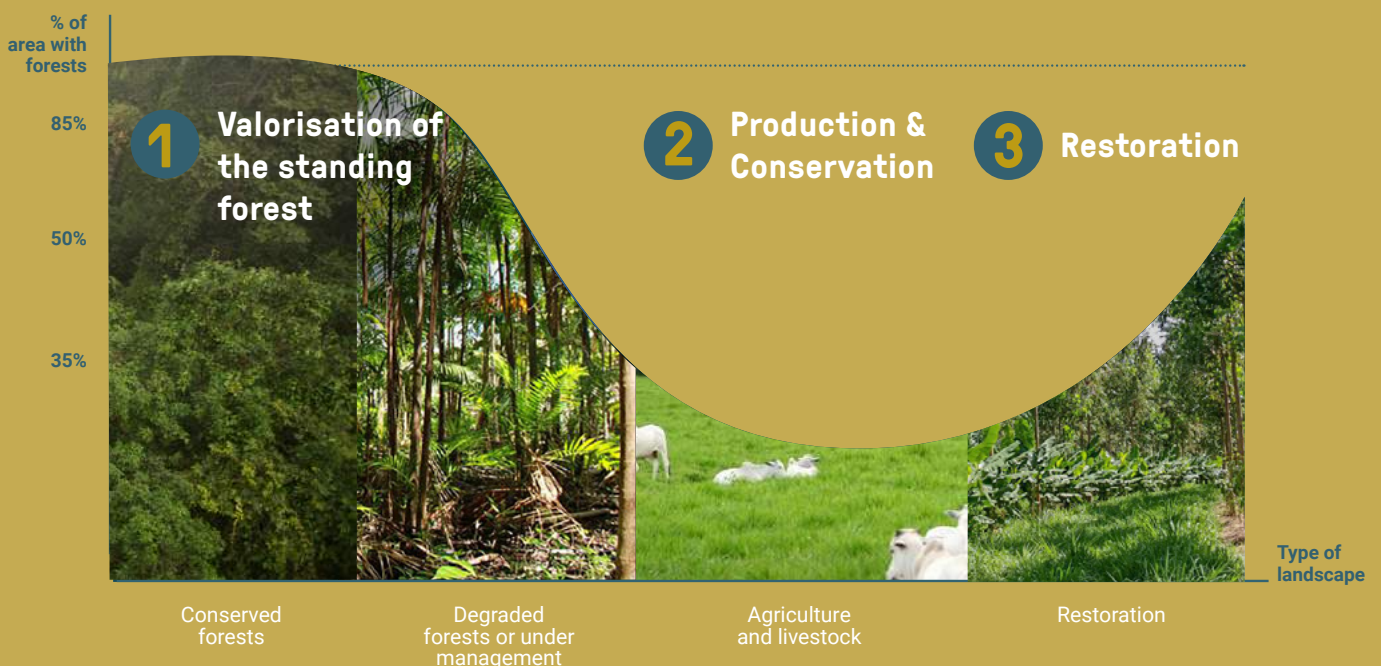 % of
area with
forests
85%
50%
35%
1
Valorisation of
the standing
forest
2
Production &
Conservation
3
Restoration
Type of
landscape
Conserved
forests
Degraded
forests or under
management
Agriculture
and livestock
Restoration